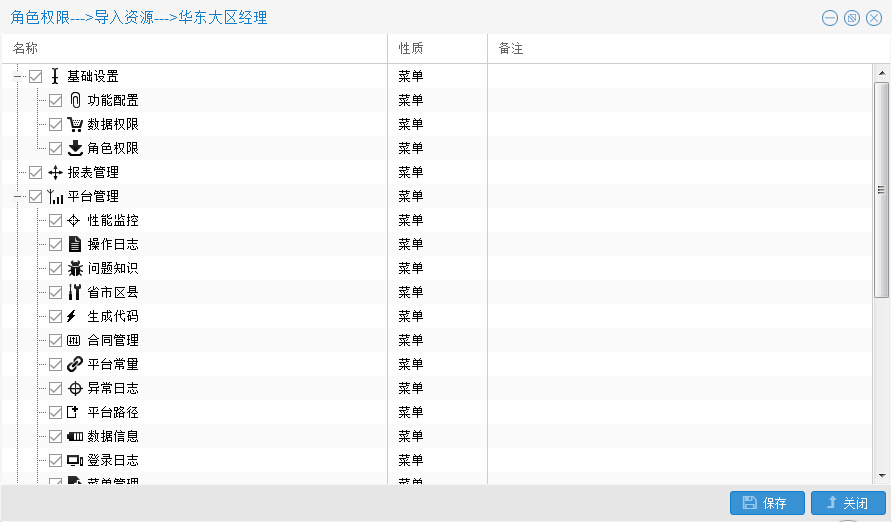 角色权限--->导入资源--->华东大区经理
名称 性质 备注
基础设置 菜单
功能配置 菜单
数据权限 菜单
角色权限 菜单
报表管理 菜单
平台管理 菜单
性能监控 菜单
操作日志 菜单
问题知识 菜单
省市区县 菜单
生成代码 菜单
合同管理 菜单
平台常量 菜单
异常日志 菜单
平台路径 菜单
数据信息 菜单
登录日志 菜单
菜单管理 菜单
保存 关闭